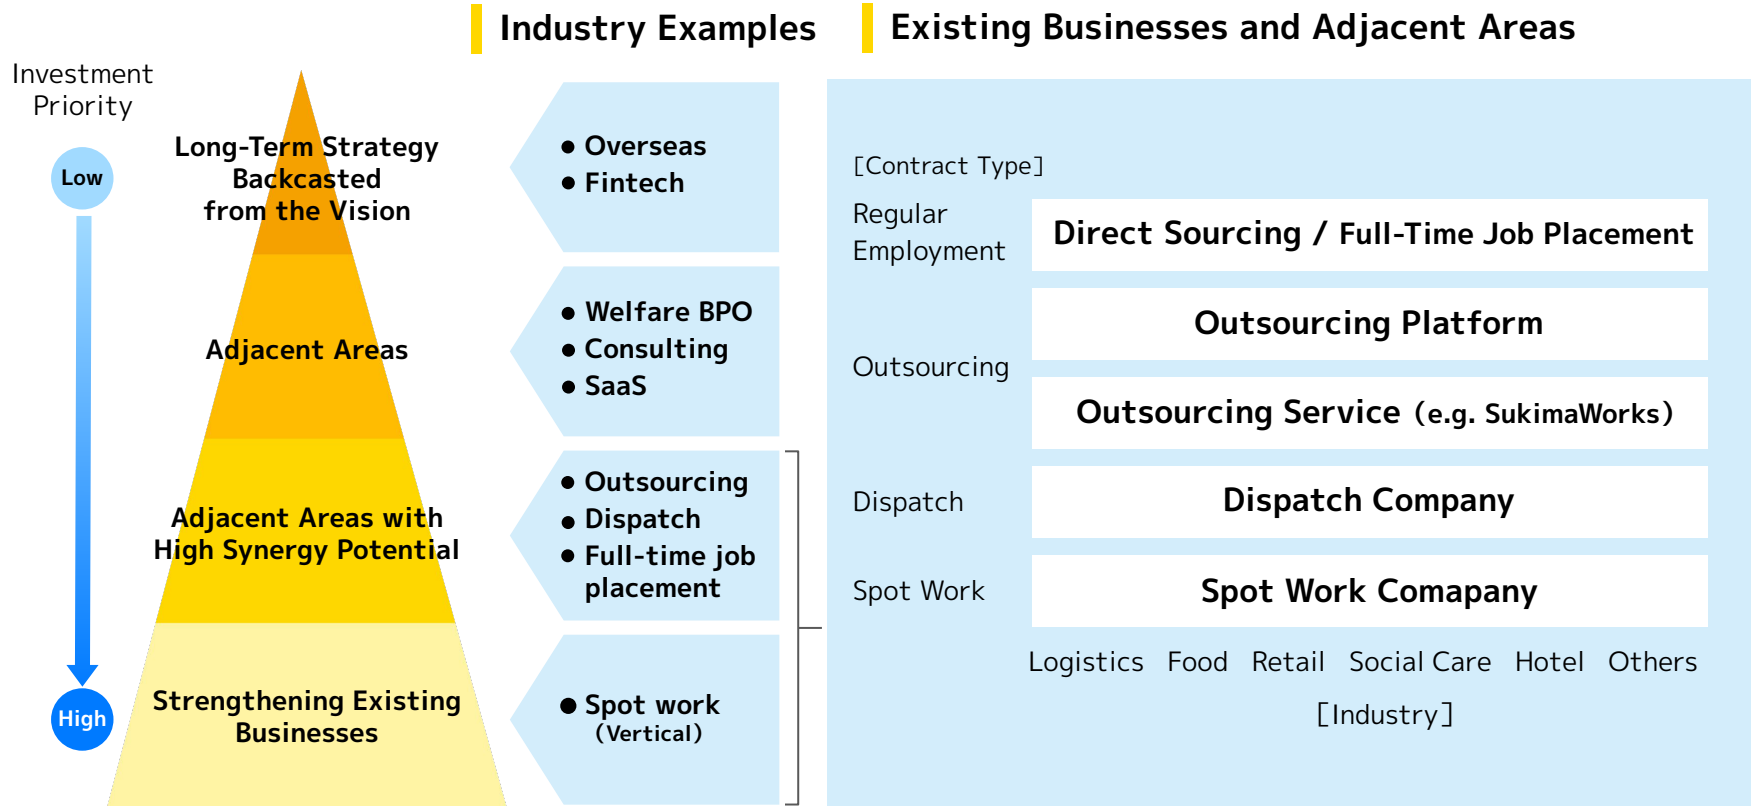 Industry Examples
Existing Businesses and Adjacent Areas
Investment
Priority
Low
High
Long-Term Strategy
Backcasted
from the Vision
Adjacent Areas
Adjacent Areas with
High Synergy Potential
Strengthening Existing
Businesses
● Overseas
● Fintech
● Welfare BPO
● Consulting
● SaaS
● Outsourcing
● Dispatch
● Full-time job
placement
● Spot work
(Vertical)
[Contract Type]
Regular
Employment
Direct Sourcing / Full-Time Job Placement
Outsourcing
Outsourcing Platform
Outsourcing Service (e.g. SukimaWorks)
Dispatch
Dispatch Company
Spot Work
Spot Work Comapany
Logistics Food Retail Social Care Hotel Others
[Industry]